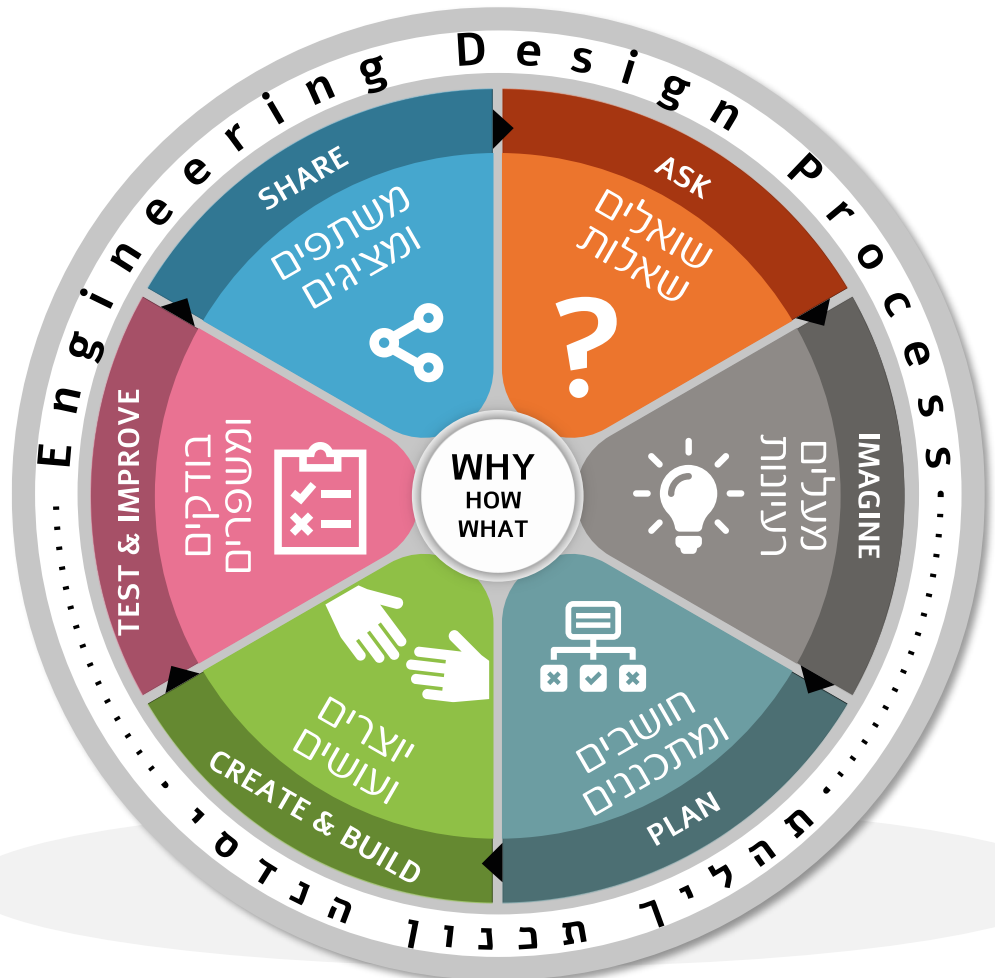 Engineering Design Process
ASK
שואלים
שאלות
?
IMAGINE
מעלים
רעיונות
PLAN
חושבים
ומתכננים
CREATE & BUILD
יוצרים
ועושים
TEST & IMPROVE
בודקים
ומשפרים
SHARE
משתפים
ומציגים
WHY
HOW
WHAT
תהליך תכנון הנדסי